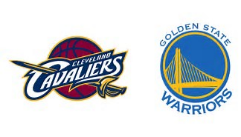 CLEVELAND
CAVALIERS
GOLDEN STATE
WARRIORS